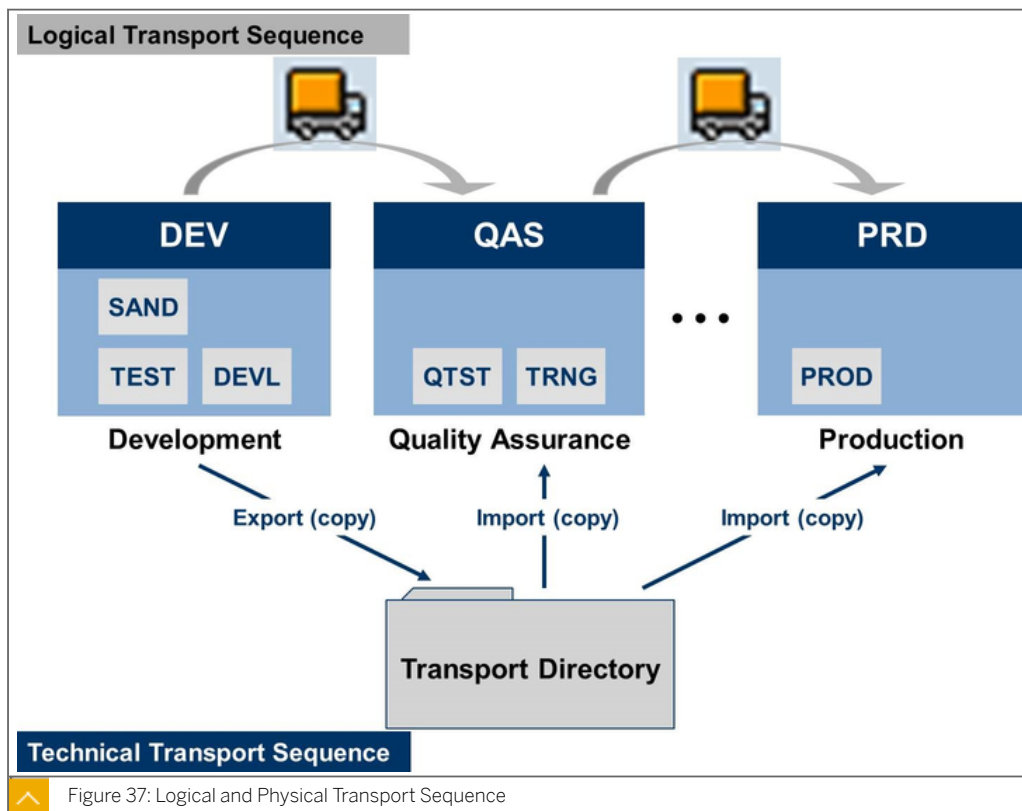 Logical Transport Sequence
DEV
QAS
PRD
SAND
TEST
DEVL
QTST
TRNG
PROD
Development
Quality Assurance
Production
Export (copy)
Import (copy)
Import (copy)
Transport Directory
Technical Transport Sequence
Figure 37: Logical and Physical Transport Sequence